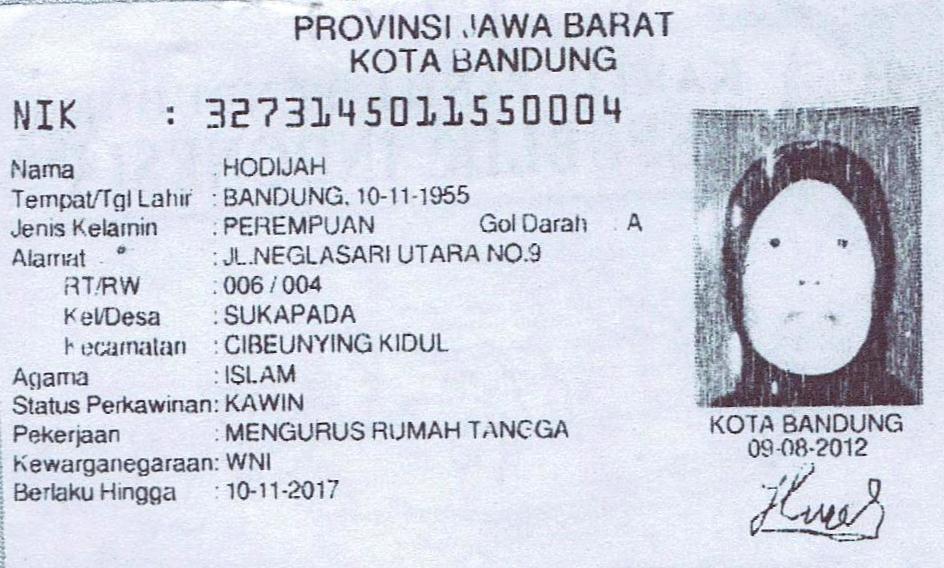 PROVINSI JAWA BARAT
KOTA BANDUNG
NIK : 3273145011550004
Nama : HODIJAH
Tempat/Tgl Lahir : BANDUNG, 10-11-1955
Jenis Kelamin : PEREMPUAN Gol Darah : A
Alamat : JL.NEGLASARI UTARA NO.9
RT/RW : 006 / 004
Kel/Desa : SUKAPADA
Kecamatan : CIBEUNYING KIDUL
Agama : ISLAM
Status Perkawinan: KAWIN
Pekerjaan : MENGURUS RUMAH TANGGA
Kewarganegaraan: WNI
Berlaku Hingga : 10-11-2017
KOTA BANDUNG
09-08-2012